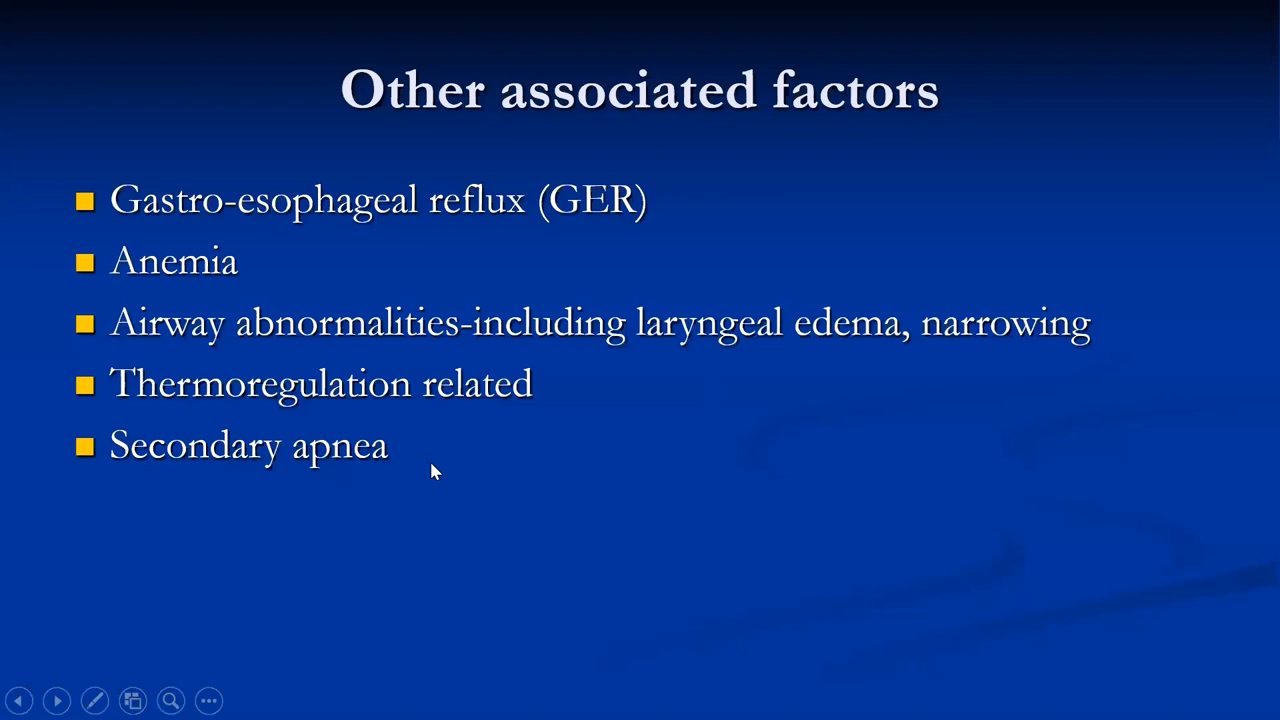 Other associated factors
Gastro-esophageal reflux (GER)
Anemia
Airway abnormalities-including laryngeal edema, narrowing
Thermoregulation related
Secondary apnea